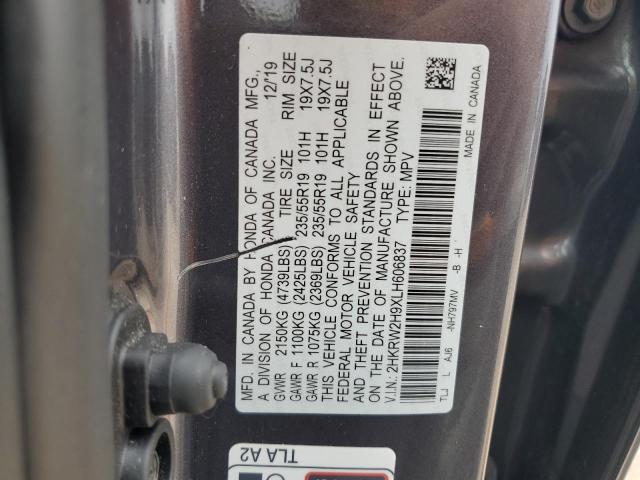 MFD. IN CANADA BY HONDA OF CANADA MFG.,
A DIVISION OF HONDA CANADA INC. 12/19
GVWR 2150KG (4739LBS) TIRE SIZE RIM SIZE
GAWR F 1100KG (2425LBS) 235/55R19 101H 19X7.5J
GAWR R 1075KG (2369LBS) 235/55R19 101H 19X7.5J
THIS VEHICLE CONFORMS TO ALL APPLICABLE
FEDERAL MOTOR VEHICLE SAFETY
AND THEFT PREVENTION STANDARDS IN EFFECT
ON THE DATE OF MANUFACTURE SHOWN ABOVE.
V.I.N.: 2HKRW2H9XLH606837 TYPE: MPV
TLJ L AJ6 -NH797MV -B -H
MADE IN CANADA
TLA A2